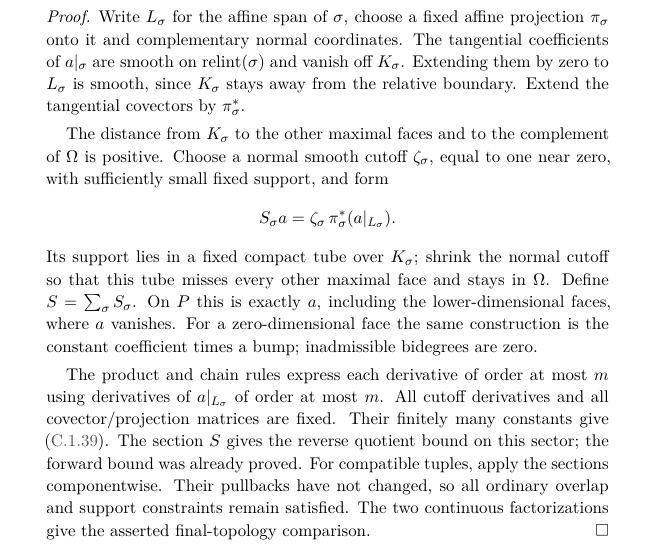 Proof. Write L_σ for the affine span of σ, choose a fixed affine projection π_σ
onto it and complementary normal coordinates. The tangential coefficients
of a|_σ are smooth on relint(σ) and vanish off K_σ. Extending them by zero to
L_σ is smooth, since K_σ stays away from the relative boundary. Extend the
tangential covectors by π_σ^*.
The distance from K_σ to the other maximal faces and to the complement
of Ω is positive. Choose a normal smooth cutoff ζ_σ, equal to one near zero,
with sufficiently small fixed support, and form
S_σ a = ζ_σ π_σ^*(a|_{L_σ}).
Its support lies in a fixed compact tube over K_σ; shrink the normal cutoff
so that this tube misses every other maximal face and stays in Ω. Define
S = ∑_σ S_σ. On P this is exactly a, including the lower-dimensional faces,
where a vanishes. For a zero-dimensional face the same construction is the
constant coefficient times a bump; inadmissible bidegrees are zero.
The product and chain rules express each derivative of order at most m
using derivatives of a|_{L_σ} of order at most m. All cutoff derivatives and all
covector/projection matrices are fixed. Their finitely many constants give
(C.1.39). The section S gives the reverse quotient bound on this sector; the
forward bound was already proved. For compatible tuples, apply the sections
componentwise. Their pullbacks have not changed, so all ordinary overlap
and support constraints remain satisfied. The two continuous factorizations
give the asserted final-topology comparison. □